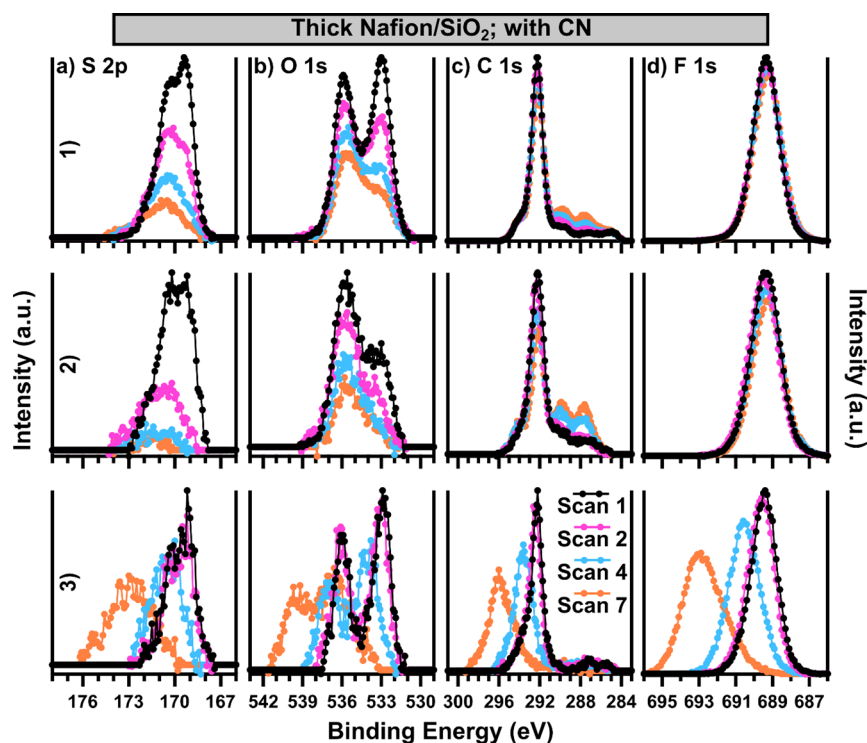 Thick Nafion/SiO₂; with CN
a) S 2p
b) O 1s
c) C 1s
d) F 1s
1)
2)
3)
Intensity (a.u.)
Intensity (a.u.)
Scan 1
Scan 2
Scan 4
Scan 7
176 173 170 167
542 539 536 533 530
300 296 292 288 284
695 693 691 689 687
Binding Energy (eV)